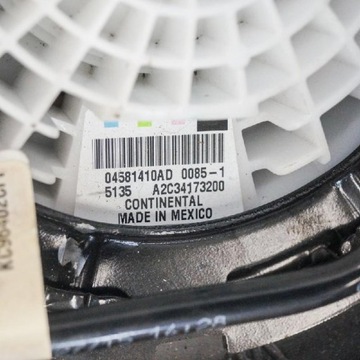 04581410AD 0085-1
5135 A2C34173200
CONTINENTAL
MADE IN MEXICO